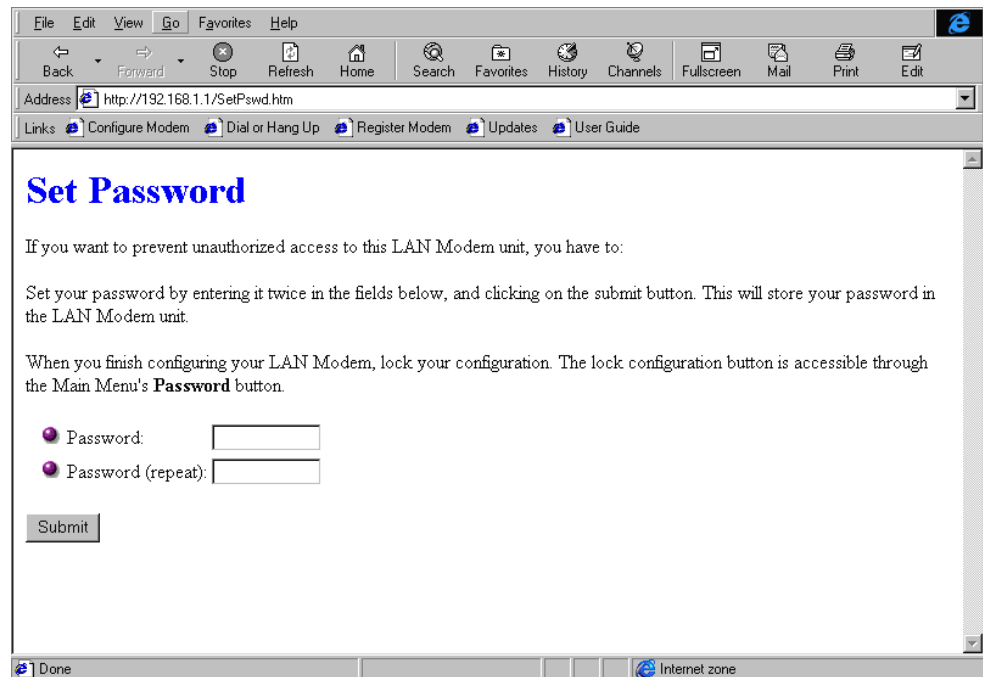 File Edit View Go Favorites Help
Back Forward Stop Refresh Home Search Favorites History Channels Fullscreen Mail Print Edit
Address http://192.168.1.1/SetPswd.htm
Links Configure Modem Dial or Hang Up Register Modem Updates User Guide
Set Password
If you want to prevent unauthorized access to this LAN Modem unit, you have to:
Set your password by entering it twice in the fields below, and clicking on the submit button. This will store your password in
the LAN Modem unit.
When you finish configuring your LAN Modem, lock your configuration. The lock configuration button is accessible through
the Main Menu's Password button.
Password:
Password (repeat):
Submit
Done Internet zone